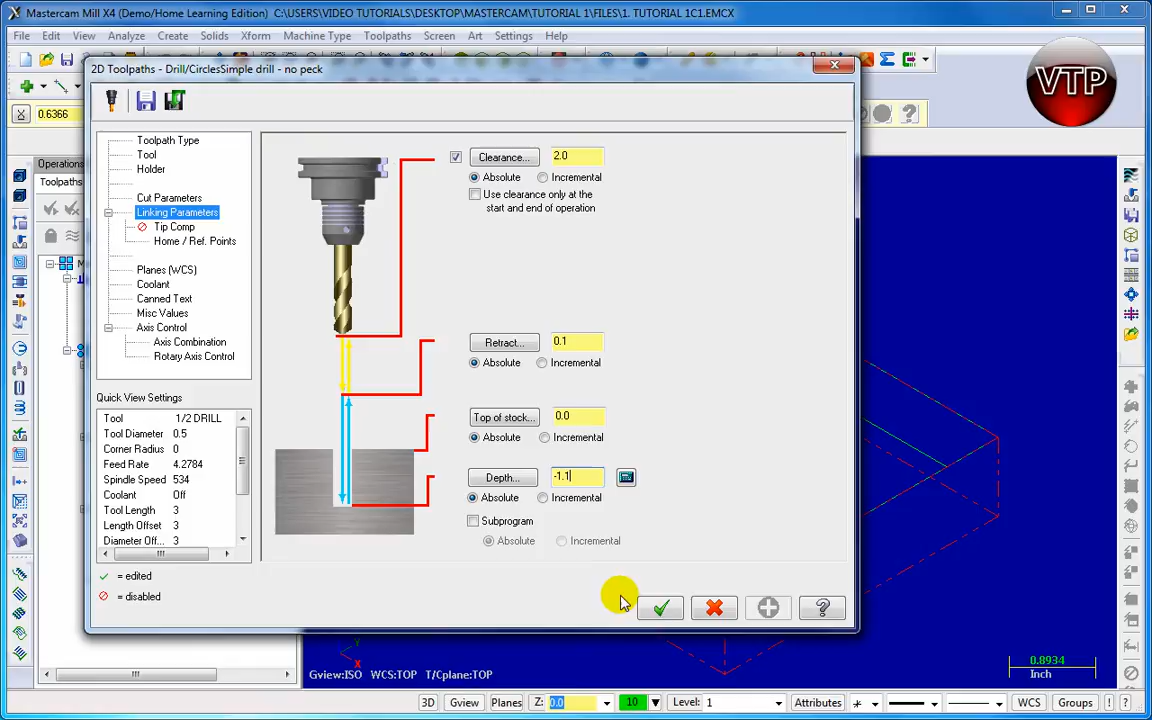 Mastercam Mill X4 (Demo/Home Learning Edition) C:\USERS\VIDEO TUTORIALS\DESKTOP\MASTERCAM\TUTORIAL 1\FILES\1. TUTORIAL 1C1.EMCX
File Edit View Analyze Create Solids Xform Machine Type Toolpaths Screen Art Settings Help
2D Toolpaths - Drill/CirclesSimple drill - no peck
VTP
0.6366
Operations
Toolpaths
Toolpath Type
Tool
Holder
Cut Parameters
Linking Parameters
Tip Comp
Home / Ref. Points
Planes (WCS)
Coolant
Canned Text
Misc Values
Axis Control
Axis Combination
Rotary Axis Control
Clearance... 2.0
Absolute Incremental
Use clearance only at the
start and end of operation
Retract... 0.1
Absolute Incremental
Top of stock... 0.0
Absolute Incremental
Depth... -1.1
Absolute Incremental
Subprogram
Absolute Incremental
Quick View Settings
Tool 1/2 DRILL
Tool Diameter 0.5
Corner Radius 0
Feed Rate 4.2784
Spindle Speed 534
Coolant Off
Tool Length 3
Length Offset 3
Diameter Off... 3
= edited
= disabled
Y
X
Gview:ISO WCS:TOP T/Cplane:TOP
0.8934
Inch
3D Gview Planes Z: 0.0 10 Level: 1 Attributes WCS Groups ?